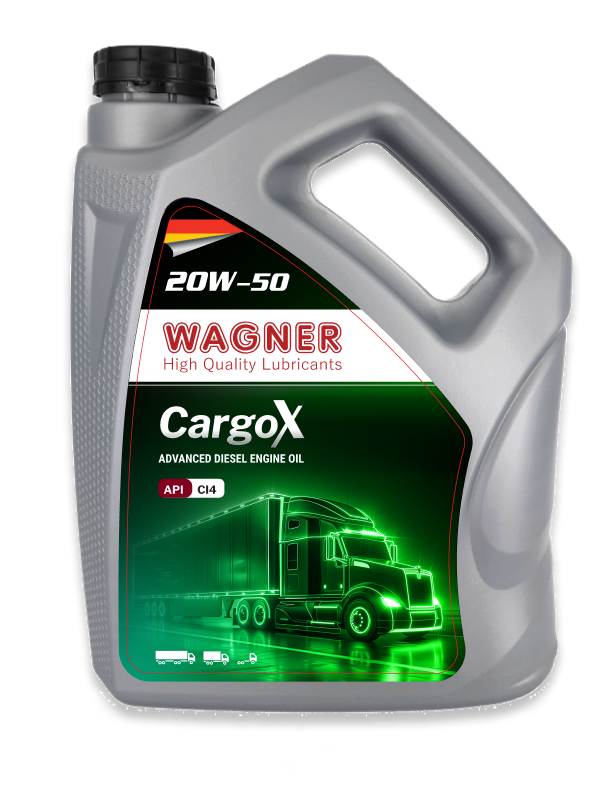 20W-50
WAGNER
High Quality Lubricants
CargoX
ADVANCED DIESEL ENGINE OIL
API CI4